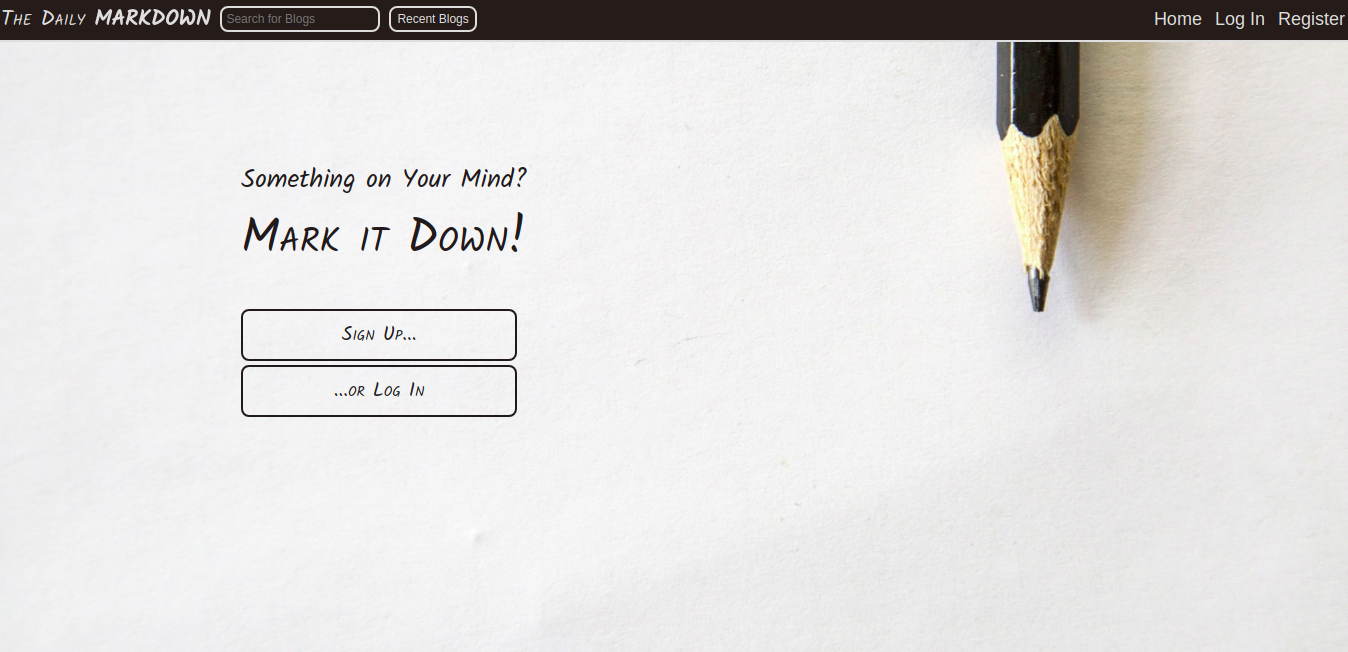 The Daily MARKDOWN Search for Blogs Recent Blogs Home Log In Register
Something on Your Mind?
Mark it Down!
Sign Up...
...or Log In